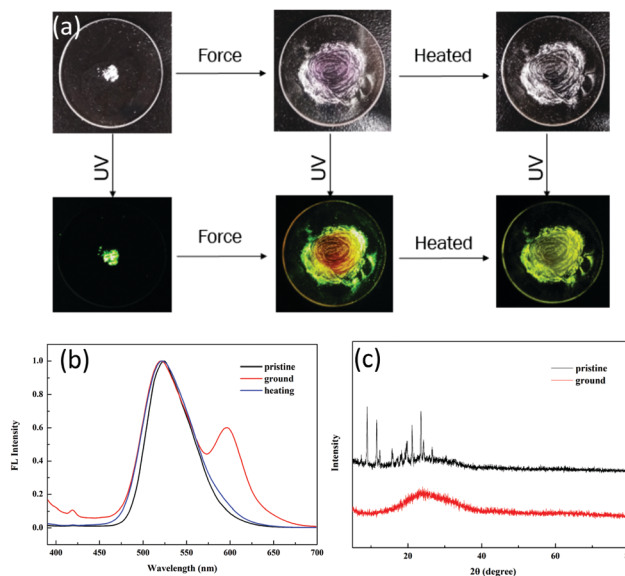 (a)
Force
Heated
UV
UV
UV
Force
Heated
(b)
pristine
ground
heating
FL Intensity
1.0
0.8
0.6
0.4
0.2
0.0
400
450
500
550
600
650
700
Wavelength (nm)
(c)
pristine
ground
Intensity
20
40
60
80
2θ (degree)